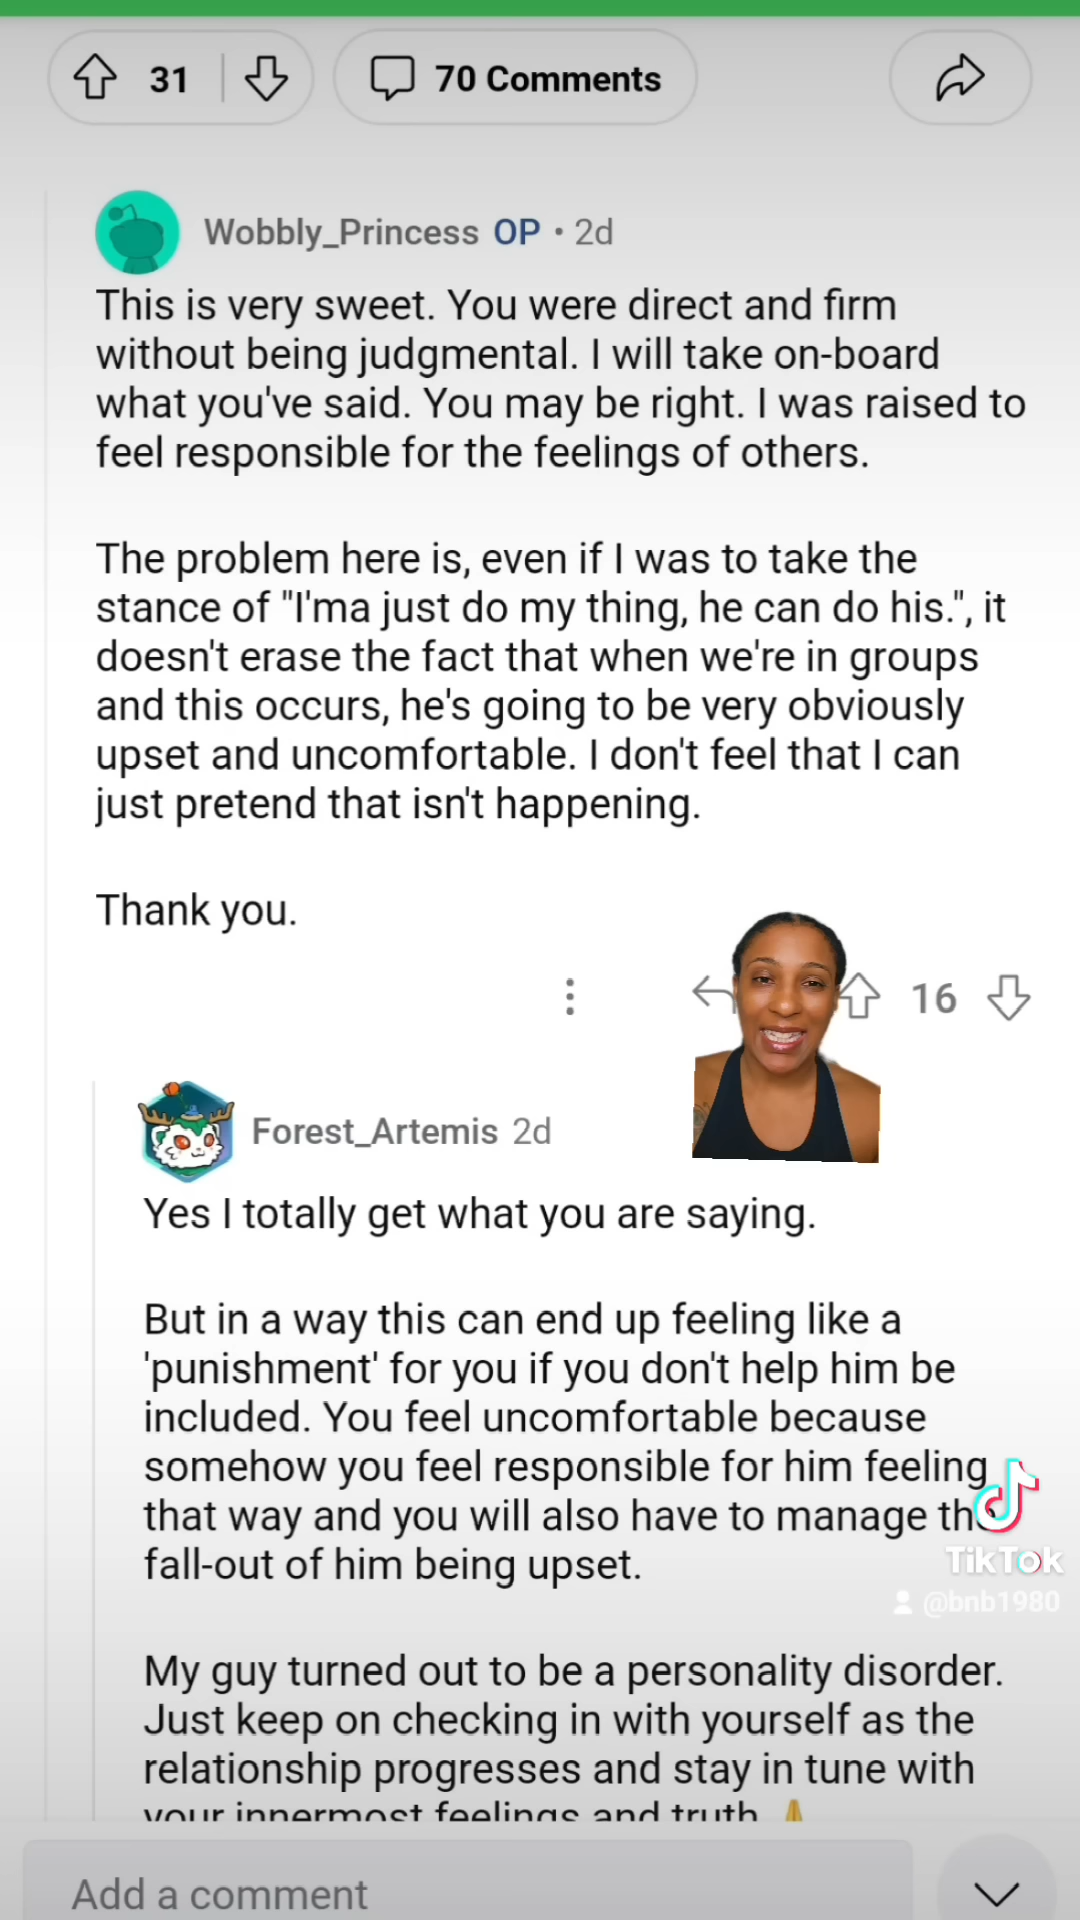 31
70 Comments
Wobbly_Princess OP • 2d
This is very sweet. You were direct and firm
without being judgmental. I will take on-board
what you've said. You may be right. I was raised to
feel responsible for the feelings of others.
The problem here is, even if I was to take the
stance of "I'ma just do my thing, he can do his.", it
doesn't erase the fact that when we're in groups
and this occurs, he's going to be very obviously
upset and uncomfortable. I don't feel that I can
just pretend that isn't happening.
Thank you.
16
Forest_Artemis 2d
Yes I totally get what you are saying.
But in a way this can end up feeling like a
'punishment' for you if you don't help him be
included. You feel uncomfortable because
somehow you feel responsible for him feeling
that way and you will also have to manage the
fall-out of him being upset.
TikTok
@bnb1980
My guy turned out to be a personality disorder.
Just keep on checking in with yourself as the
relationship progresses and stay in tune with
your innermost feelings and truth 🙏
Add a comment